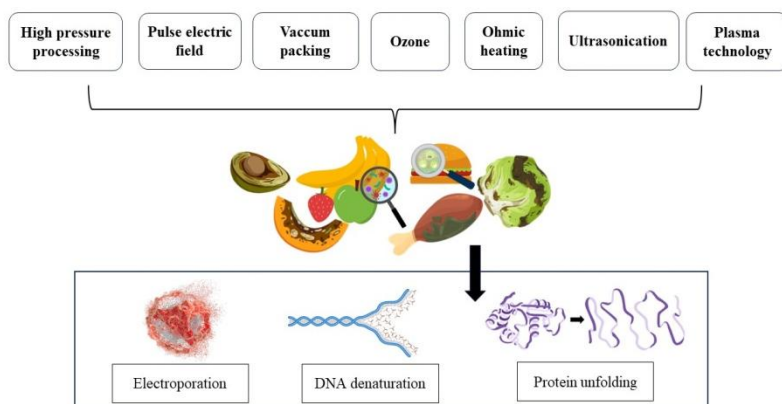 High pressure
processing
Pulse electric
field
Vaccum
packing
Ozone
Ohmic
heating
Ultrasonication
Plasma
technology
Electroporation
DNA denaturation
Protein unfolding